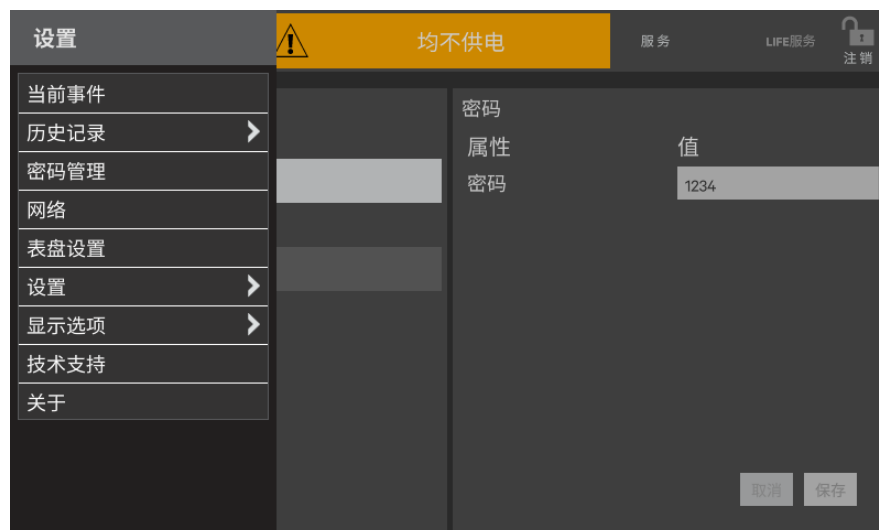 设置
均不供电
服务
LIFE服务
注销
当前事件
历史记录
密码管理
网络
表盘设置
设置
显示选项
技术支持
关于
密码
属性 值
密码 1234
取消 保存